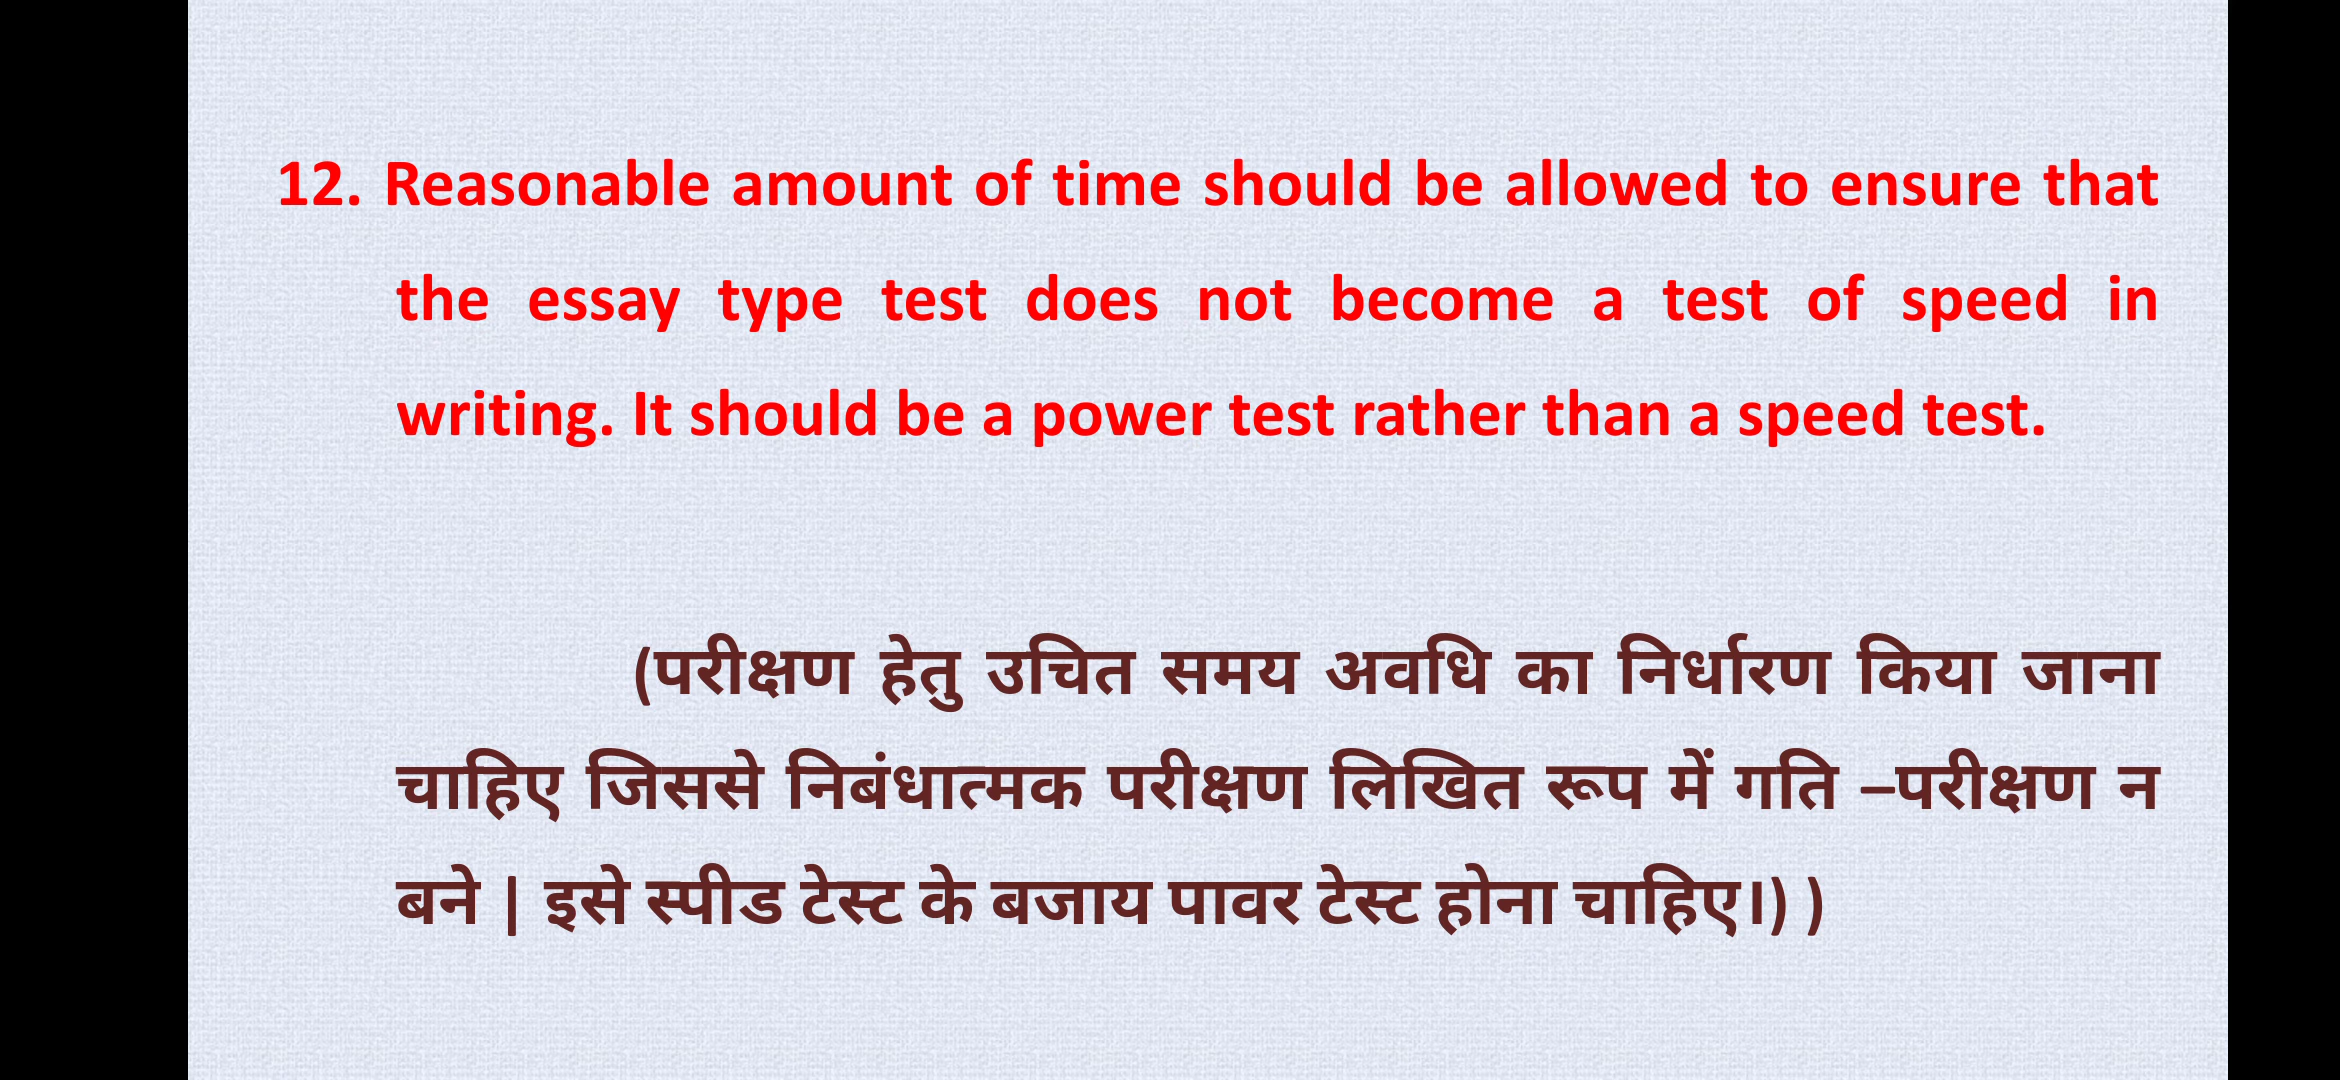 12. Reasonable amount of time should be allowed to ensure that
the essay type test does not become a test of speed in
writing. It should be a power test rather than a speed test.
(परीक्षण हेतु उचित समय अवधि का निर्धारण किया जाना
चाहिए जिससे निबंधात्मक परीक्षण लिखित रूप में गति –परीक्षण न
बने | इसे स्पीड टेस्ट के बजाय पावर टेस्ट होना चाहिए।) )